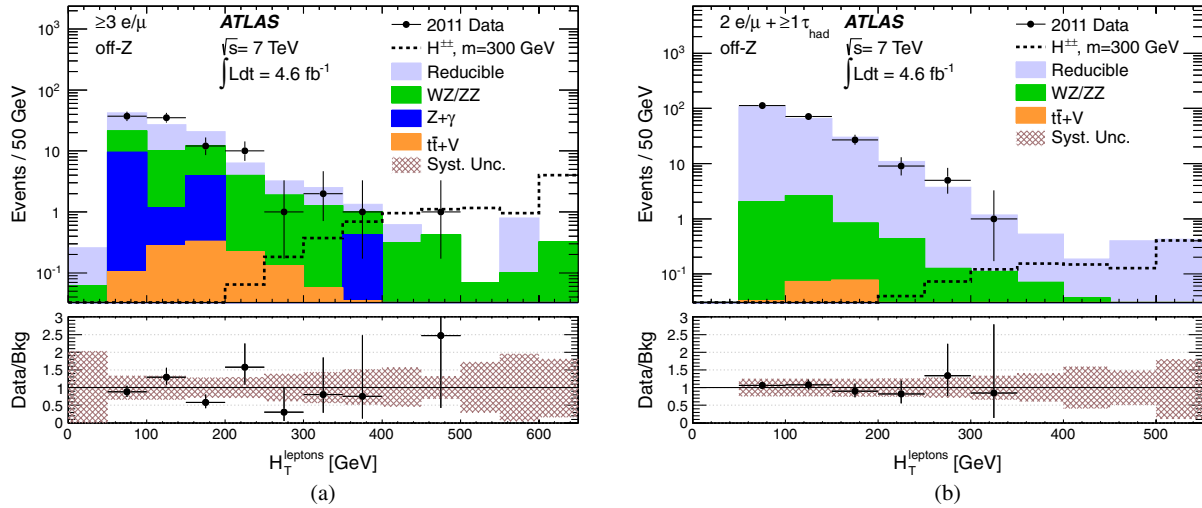 ≥3 e/μ
ATLAS
off-Z
√s= 7 TeV
∫Ldt = 4.6 fb⁻¹
2011 Data
H±±, m=300 GeV
Reducible
WZ/ZZ
Z+γ
tt̄+V
Syst. Unc.
Events / 50 GeV
10³
10²
10
1
10⁻¹
Data/Bkg
3
2.5
2
1.5
1
0.5
0
0 100 200 300 400 500 600
H_T^leptons [GeV]
(a)
2 e/μ + ≥1τ_had
ATLAS
off-Z
√s= 7 TeV
∫Ldt = 4.6 fb⁻¹
2011 Data
H±±, m=300 GeV
Reducible
WZ/ZZ
tt̄+V
Syst. Unc.
Events / 50 GeV
10³
10²
10
1
10⁻¹
Data/Bkg
3
2.5
2
1.5
1
0.5
0
0 100 200 300 400 500
H_T^leptons [GeV]
(b)